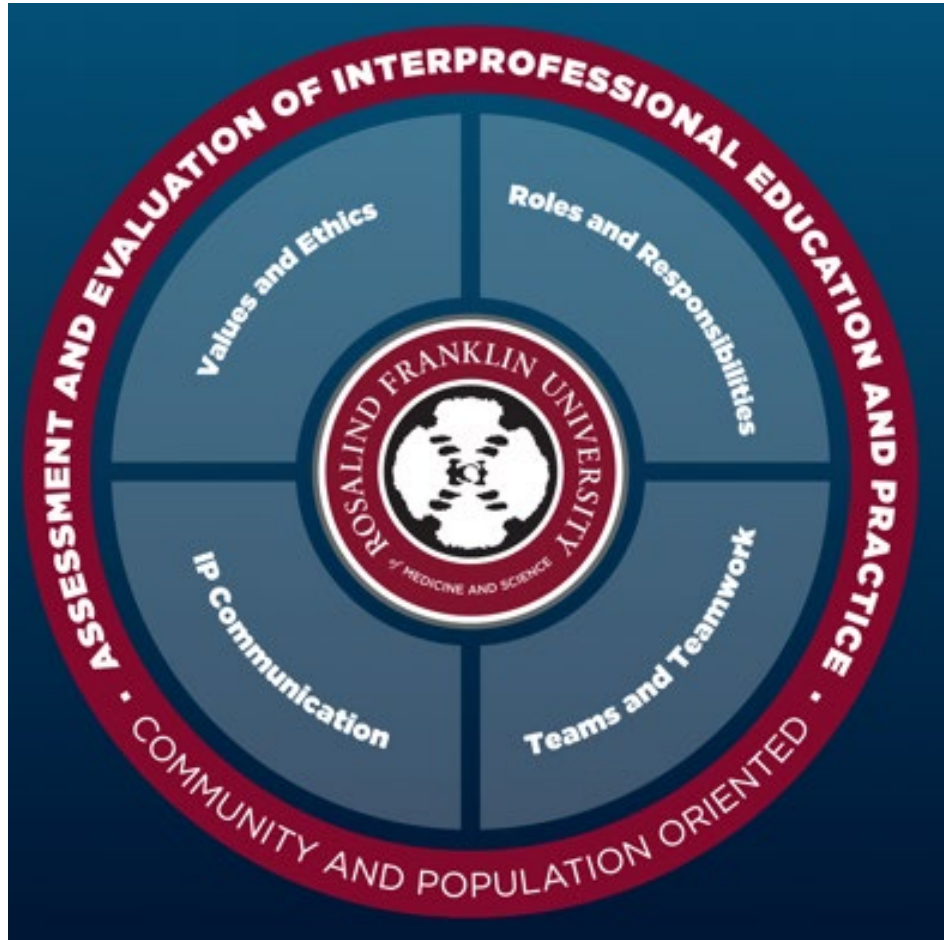 ASSESSMENT AND EVALUATION OF INTERPROFESSIONAL EDUCATION AND PRACTICE
Values and Ethics
Roles and Responsibilities
ROSALIND FRANKLIN UNIVERSITY
of MEDICINE AND SCIENCE
IP Communication
Teams and Teamwork
• COMMUNITY AND POPULATION ORIENTED •